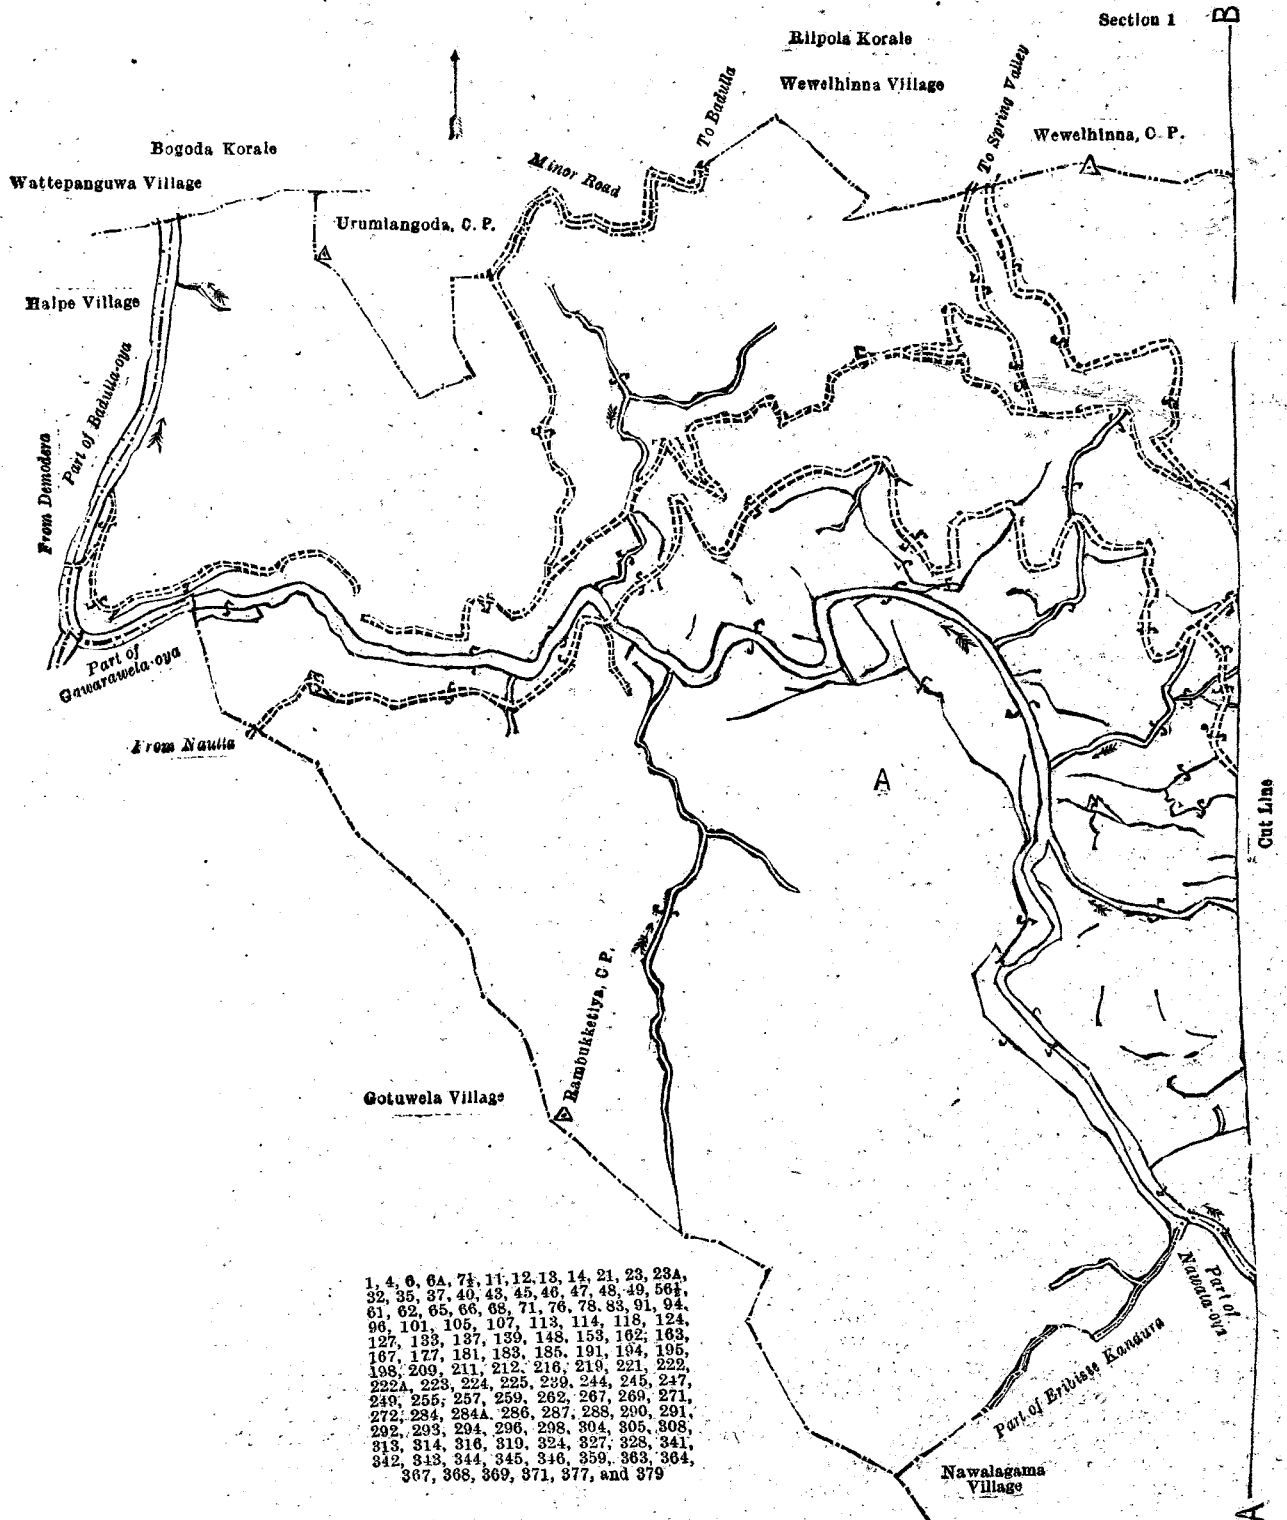 Section 1
B
Rilpola Korale
Wewelhinna Village
To Badulla
To Spring Valley
Wewelhinna, C. P.
Bogoda Korale
Wattepanguwa Village
Minor Road
Urumiangoda, C. P.
Halpe Village
Part of Badulla-oya
From Demodera
Part of
Gawarawela-oya
From Nautla
A
Cut Line
Rambukketiya, C.P.
Gotuwela Village
1, 4, 6, 6A, 7½, 11, 12, 13, 14, 21, 23, 23A,
32, 35, 37, 40, 43, 45, 46, 47, 48, 49, 56½,
61, 62, 65, 66, 68, 71, 76, 78, 83, 91, 94,
96, 101, 105, 107, 113, 114, 118, 124,
127, 133, 137, 139, 148, 153, 162, 163,
167, 177, 181, 183, 185, 191, 194, 195,
198, 209, 211, 212, 216, 219, 221, 222,
222A, 223, 224, 225, 239, 244, 245, 247,
249, 255, 257, 259, 262, 267, 269, 271,
272, 284, 284A, 286, 287, 288, 290, 291,
292, 293, 294, 296, 298, 304, 305, 308,
313, 314, 316, 319, 324, 327, 328, 341,
342, 343, 344, 345, 346, 359, 363, 364,
367, 368, 369, 371, 377, and 379
Part of
Nawala-oya
Part of Eribisse Kandura
Nawalagama
Village
A